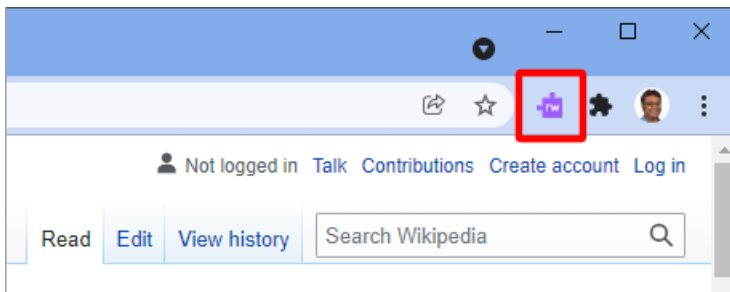 rw
Not logged in Talk Contributions Create account Log in
Read Edit View history Search Wikipedia